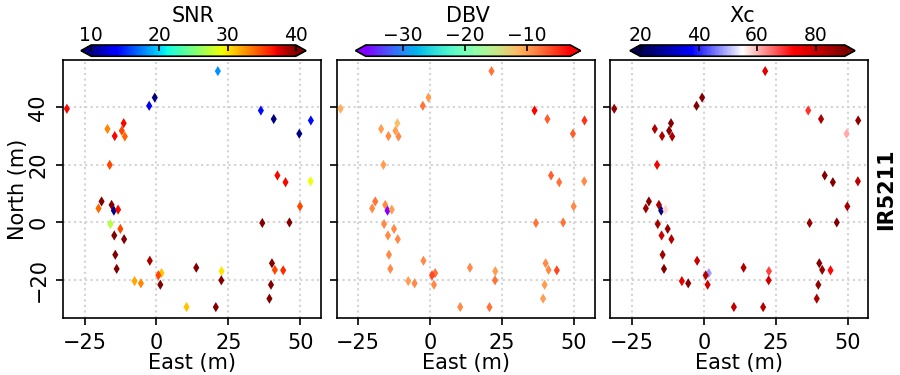 SNR
DBV
Xc
10 20 30 40
−30 −20 −10
20 40 60 80
North (m)
40
20
0
−20
−25 0 25 50
−25 0 25 50
−25 0 25 50
East (m)
East (m)
East (m)
IR5211